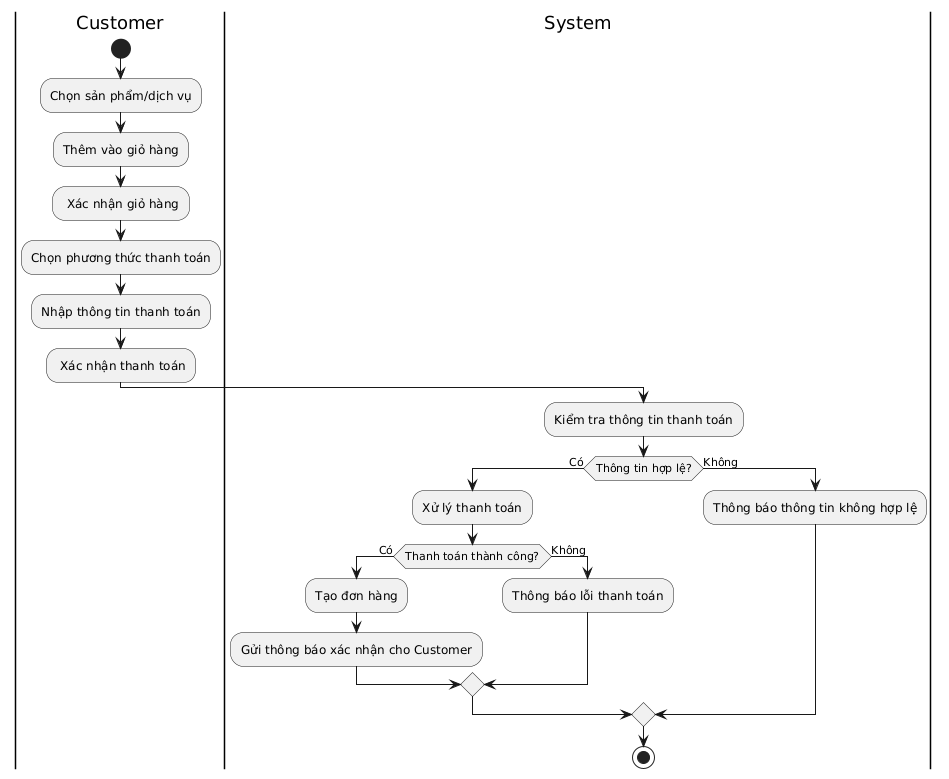 Customer
System
Chọn sản phẩm/dịch vụ
Thêm vào giỏ hàng
Xác nhận giỏ hàng
Chọn phương thức thanh toán
Nhập thông tin thanh toán
Xác nhận thanh toán
Kiểm tra thông tin thanh toán
Có
Thông tin hợp lệ?
Không
Xử lý thanh toán
Thông báo thông tin không hợp lệ
Có
Thanh toán thành công?
Không
Tạo đơn hàng
Thông báo lỗi thanh toán
Gửi thông báo xác nhận cho Customer